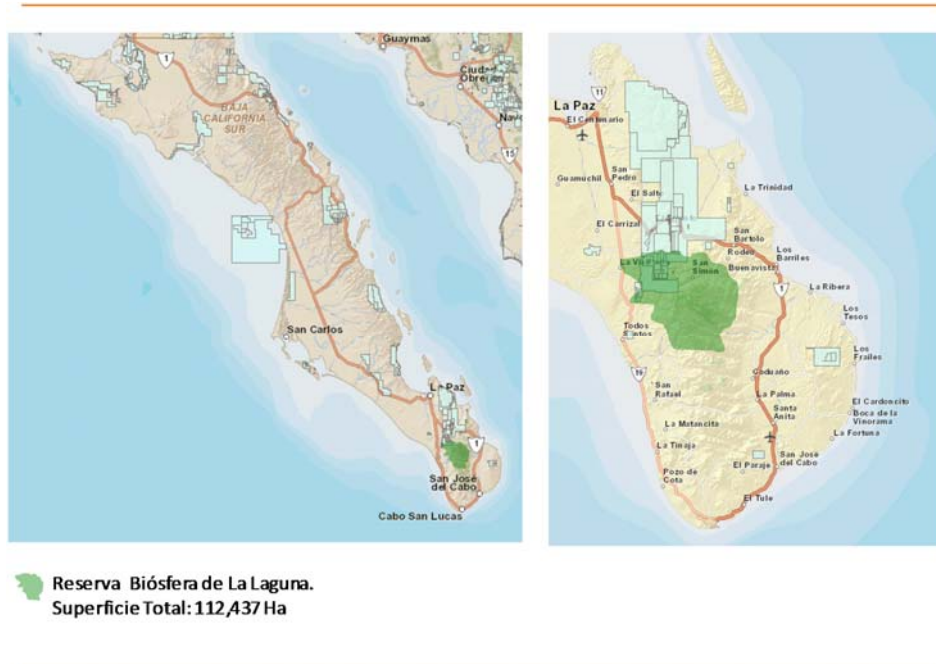 Guaymas
Ciudad
Obregón
Nav
1
15
BAJA
CALIFORNIA
SUR
San Carlos
La Paz
1
San José
del Cabo
Cabo San Lucas
11
La Paz
El Centenario
San
Pedro
Guamuchil
El Salto
La Trinidad
El Carrizal
San
Bartolo
Rodeo
Los
Barriles
San
Simón
Buenavista
1
La Ribera
Los
Tesos
Todos
Santos
Los
Frailes
19
Coduaño
San
Rafael
La Palma
El Cardoncito
Boca de la
Vinorama
Santa
Anita
La Matancita
La Fortuna
La Tinaja
San José
del Cabo
El Paraje
Pozo de
Cota
El Tule
Reserva Biósfera de La Laguna.
Superficie Total: 112,437 Ha